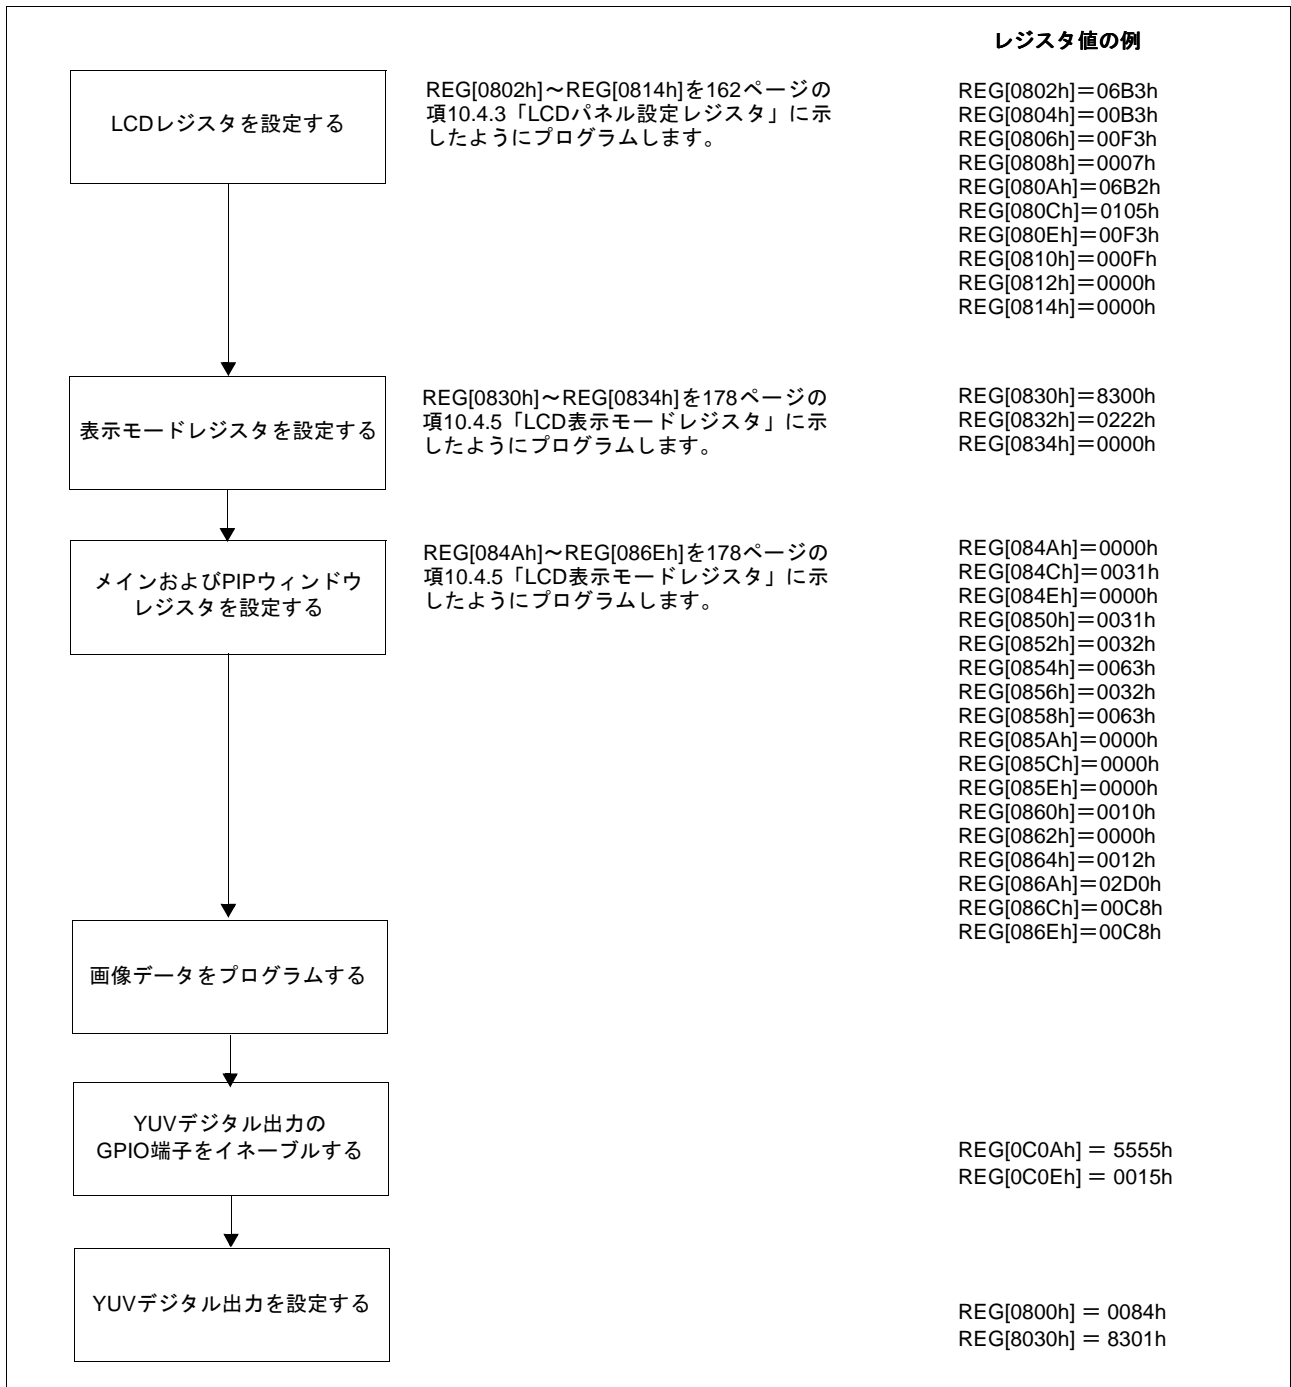 レジスタ値の例
LCDレジスタを設定する
REG[0802h]～REG[0814h]を162ページの
項10.4.3「LCDパネル設定レジスタ」に示
したようにプログラムします。
REG[0802h]＝06B3h
REG[0804h]＝00B3h
REG[0806h]＝00F3h
REG[0808h]＝0007h
REG[080Ah]＝06B2h
REG[080Ch]＝0105h
REG[080Eh]＝00F3h
REG[0810h]＝000Fh
REG[0812h]＝0000h
REG[0814h]＝0000h
表示モードレジスタを設定する
REG[0830h]～REG[0834h]を178ページの
項10.4.5「LCD表示モードレジスタ」に示
したようにプログラムします。
REG[0830h]＝8300h
REG[0832h]＝0222h
REG[0834h]＝0000h
メインおよびPIPウィンドウ
レジスタを設定する
REG[084Ah]～REG[086Eh]を178ページの
項10.4.5「LCD表示モードレジスタ」に示
したようにプログラムします。
REG[084Ah]＝0000h
REG[084Ch]＝0031h
REG[084Eh]＝0000h
REG[0850h]＝0031h
REG[0852h]＝0032h
REG[0854h]＝0063h
REG[0856h]＝0032h
REG[0858h]＝0063h
REG[085Ah]＝0000h
REG[085Ch]＝0000h
REG[085Eh]＝0000h
REG[0860h]＝0010h
REG[0862h]＝0000h
REG[0864h]＝0012h
REG[086Ah]＝02D0h
REG[086Ch]＝00C8h
REG[086Eh]＝00C8h
画像データをプログラムする
YUVデジタル出力の
GPIO端子をイネーブルする
REG[0C0Ah] ＝ 5555h
REG[0C0Eh] ＝ 0015h
YUVデジタル出力を設定する
REG[0800h] ＝ 0084h
REG[8030h] ＝ 8301h